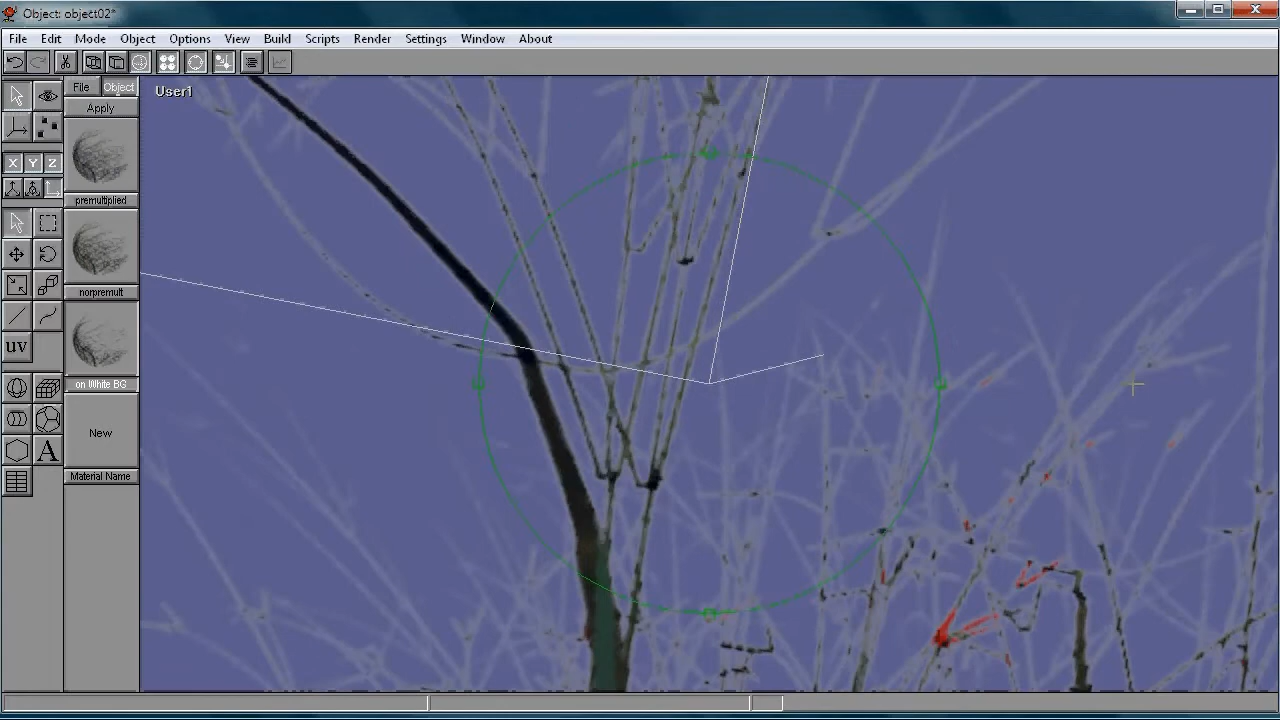 Object: object02*
File Edit Mode Object Options View Build Scripts Render Settings Window About
File Object
User1
Apply
premultiplied
X Y Z
norpremult
UV
on White BG
New
A
Material Name